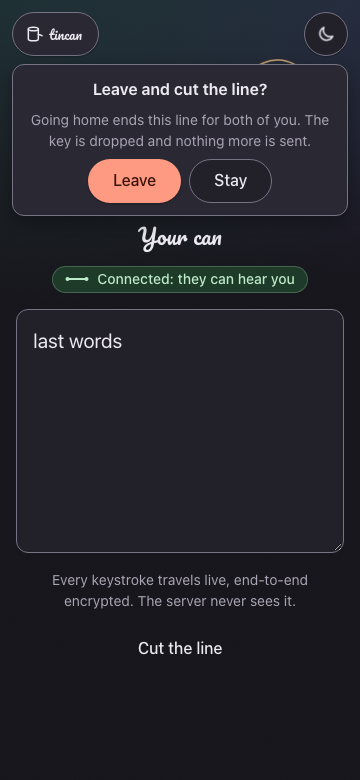 tincan
Leave and cut the line?
Going home ends this line for both of you. The
key is dropped and nothing more is sent.
Leave
Stay
Your can
Connected: they can hear you
last words
Every keystroke travels live, end-to-end
encrypted. The server never sees it.
Cut the line